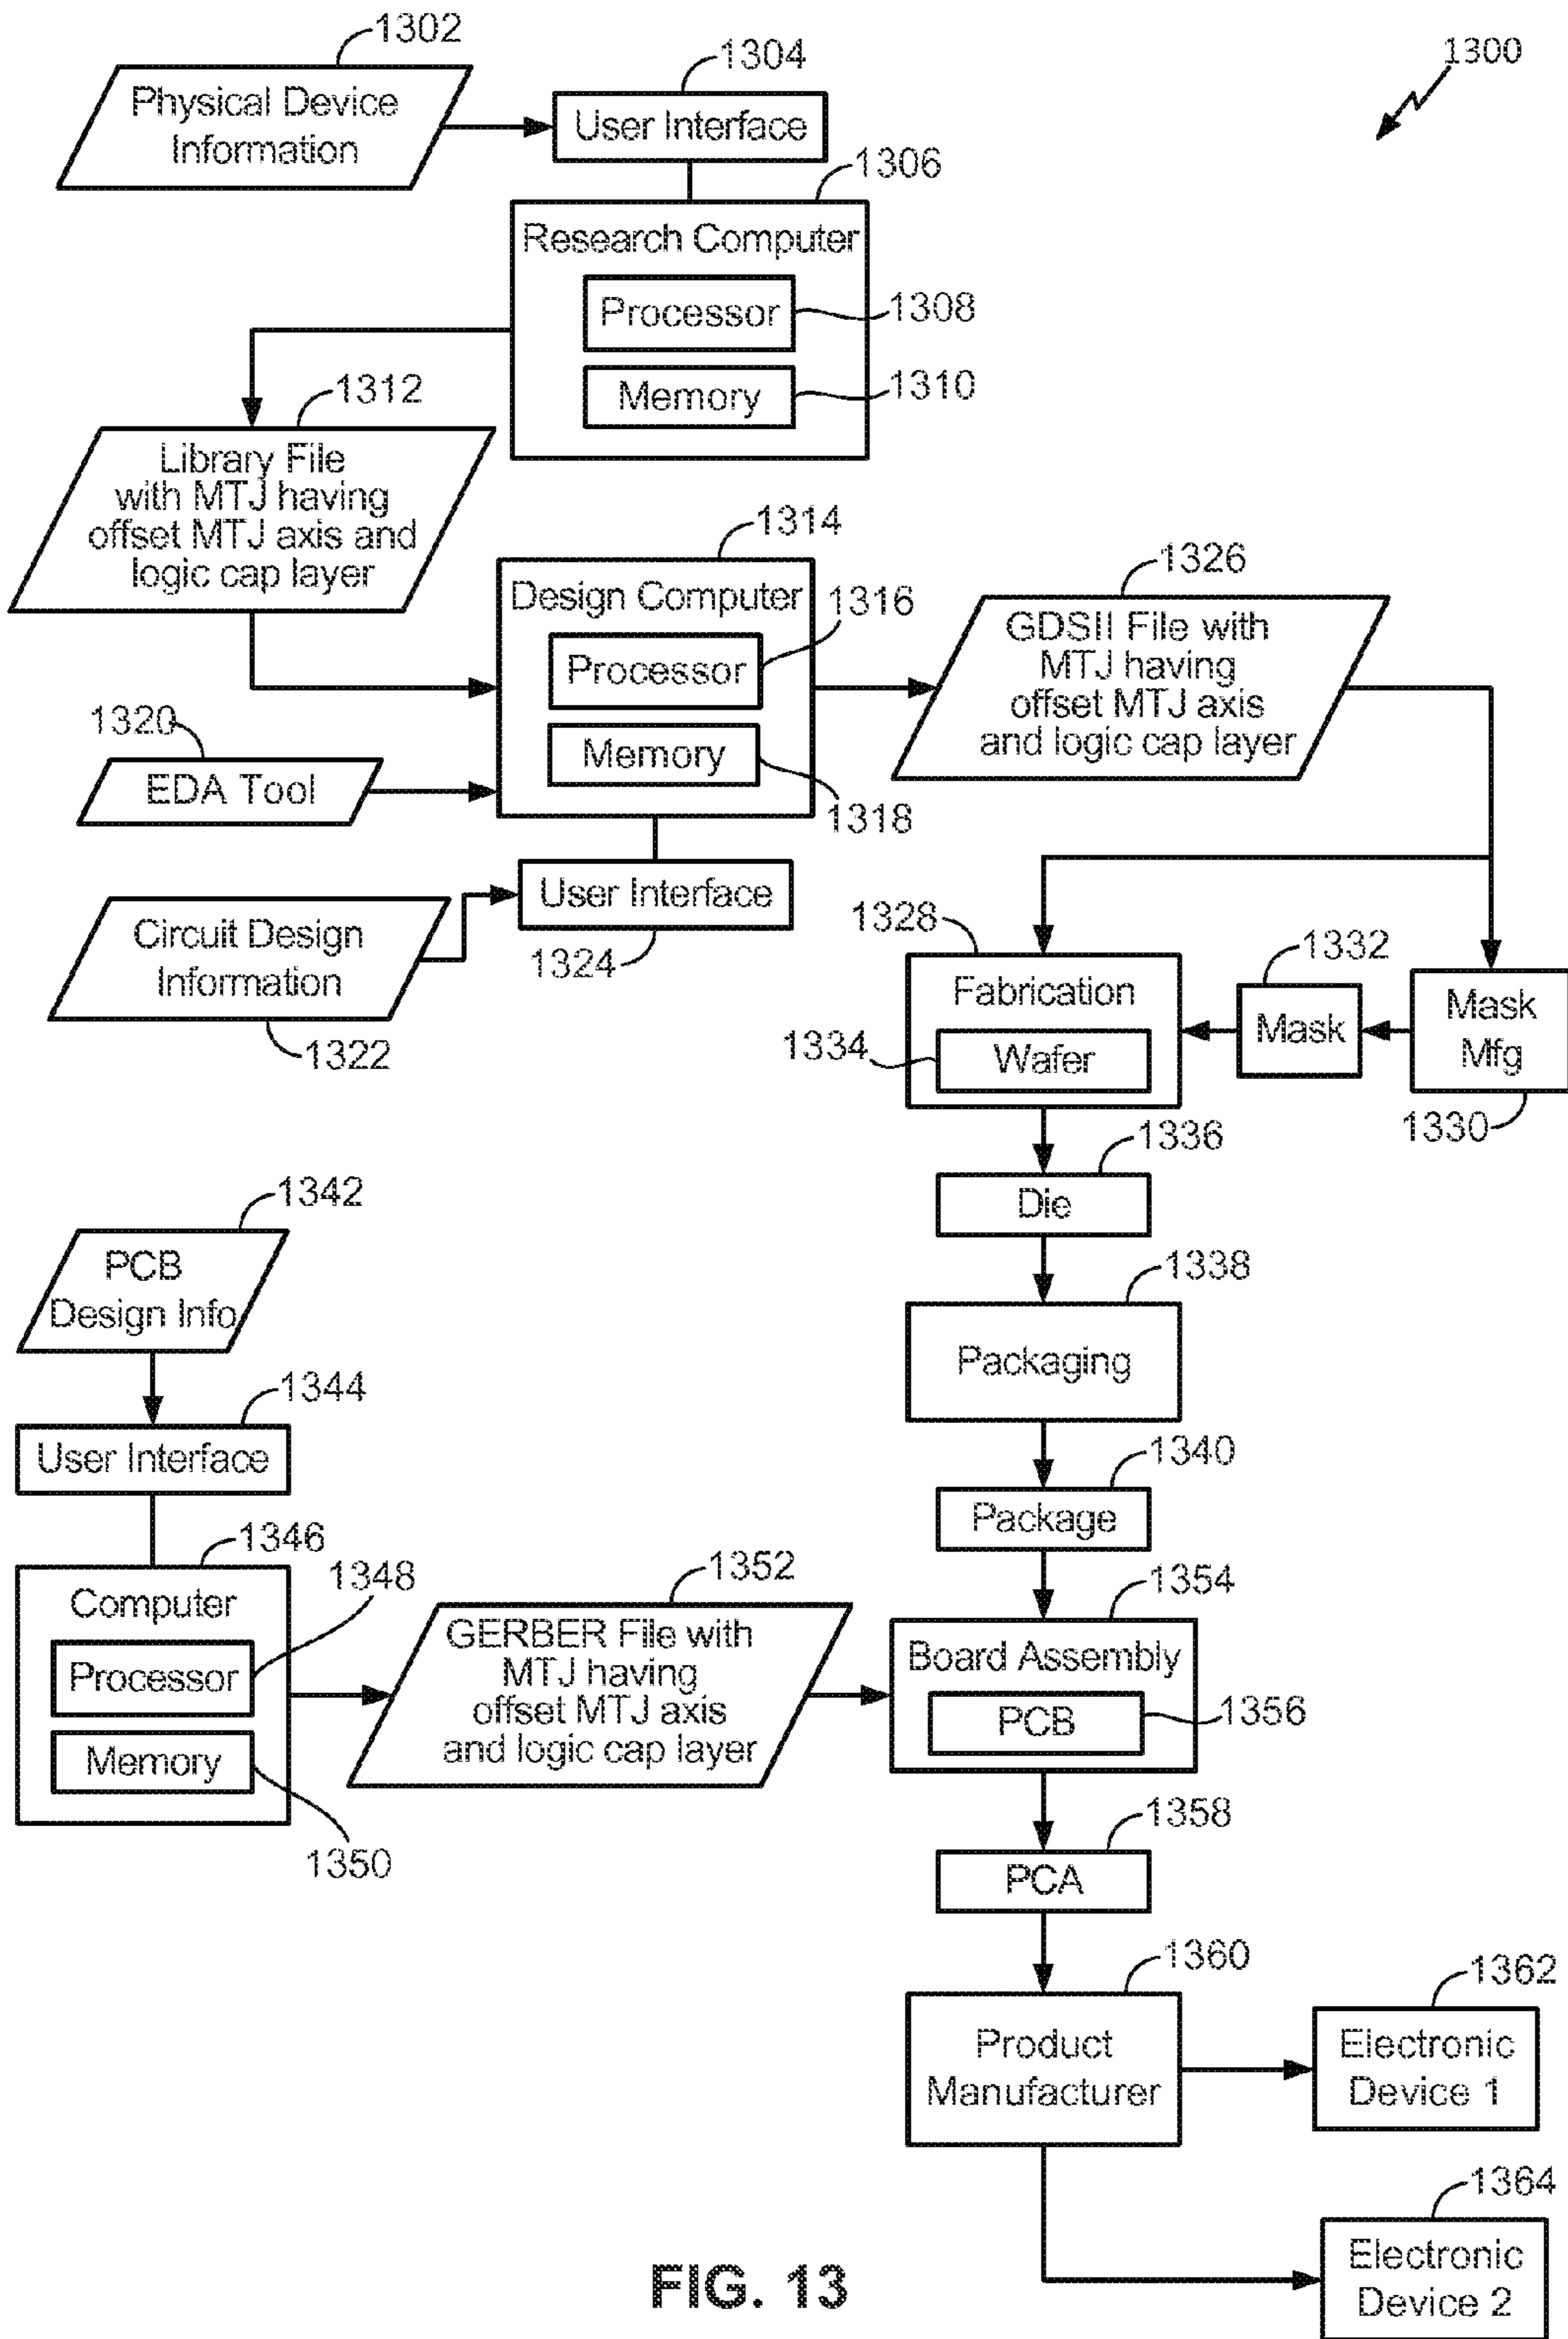 1302
Physical Device
Information
1304
User Interface
1300
1306
Research Computer
Processor
1308
Memory
1310
1312
Library File
with MTJ having
offset MTJ axis and
logic cap layer
1314
Design Computer
1316
Processor
Memory
1318
1326
GDSII File with
MTJ having
offset MTJ axis
and logic cap layer
1320
EDA Tool
User Interface
1324
Circuit Design
Information
1322
1328
Fabrication
1334
Wafer
1332
Mask
Mask
Mfg
1330
1336
Die
1338
Packaging
1340
Package
1342
PCB
Design Info
1344
User Interface
1346
Computer
1348
Processor
Memory
1350
1352
GERBER File with
MTJ having
offset MTJ axis
and logic cap layer
1354
Board Assembly
PCB
1356
1358
PCA
1360
Product
Manufacturer
1362
Electronic
Device 1
1364
Electronic
Device 2
FIG. 13